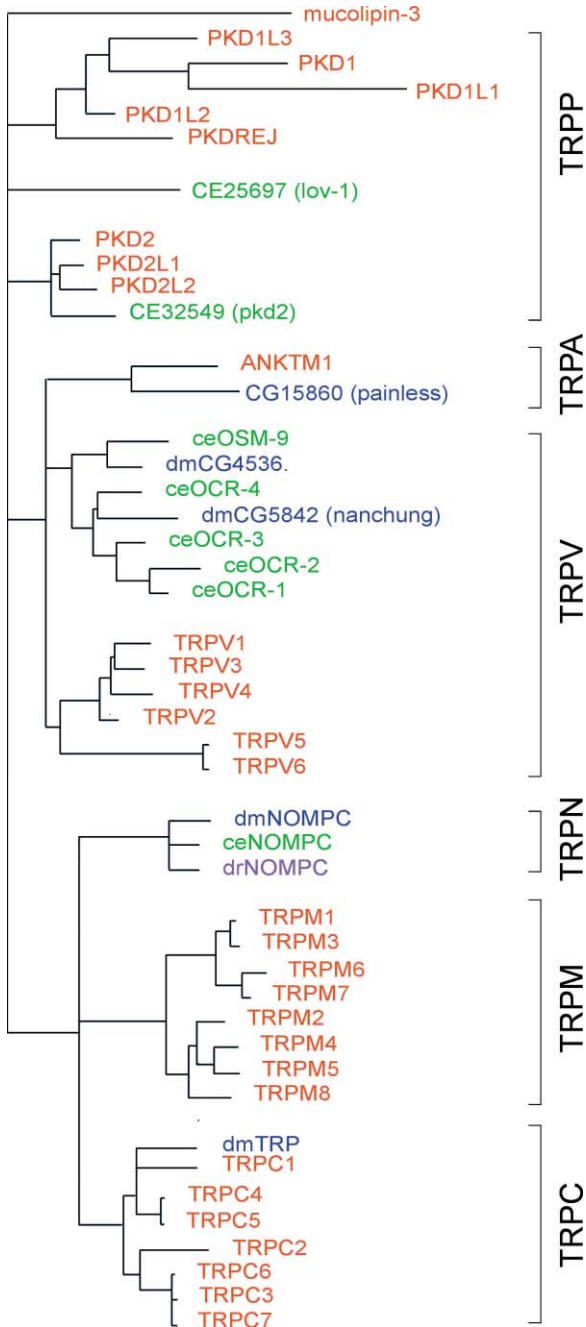 mucolipin-3
PKD1L3
PKD1
PKD1L1
PKD1L2
PKDREJ
CE25697 (lov-1)
PKD2
PKD2L1
PKD2L2
CE32549 (pkd2)
TRPP
ANKTM1
CG15860 (painless)
TRPA
ceOSM-9
dmCG4536.
ceOCR-4
dmCG5842 (nanchung)
ceOCR-3
ceOCR-2
ceOCR-1
TRPV1
TRPV3
TRPV4
TRPV2
TRPV5
TRPV6
TRPV
dmNOMPC
ceNOMPC
drNOMPC
TRPN
TRPM1
TRPM3
TRPM6
TRPM7
TRPM2
TRPM4
TRPM5
TRPM8
TRPM
dmTRP
TRPC1
TRPC4
TRPC5
TRPC2
TRPC6
TRPC3
TRPC7
TRPC